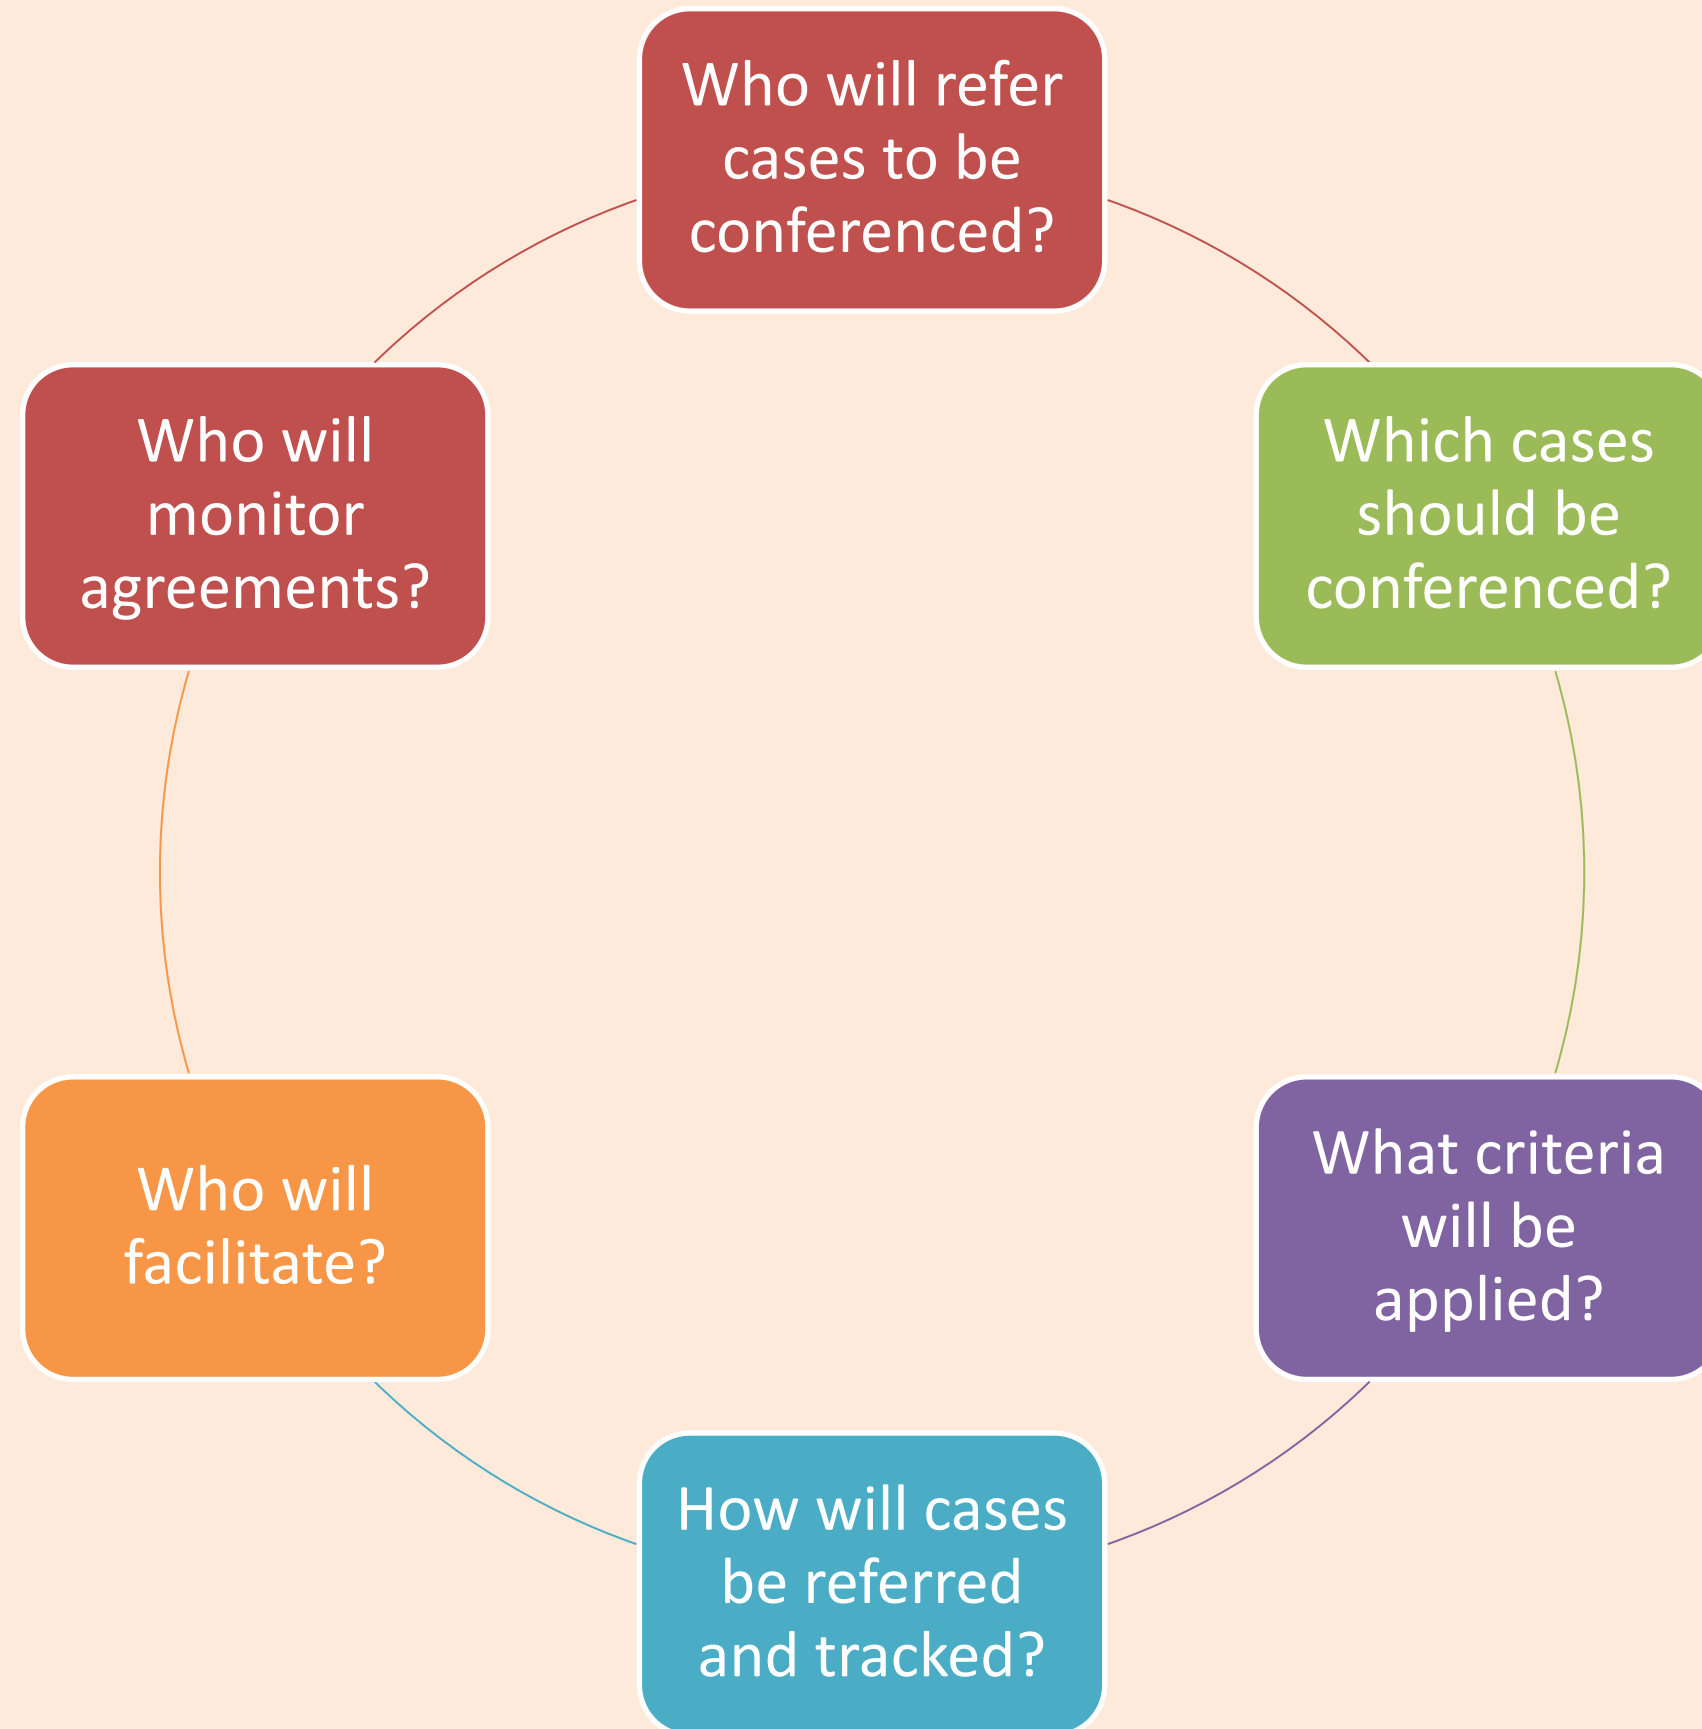 Who will refer
cases to be
conferenced?
Which cases
should be
conferenced?
What criteria
will be
applied?
How will cases
be referred
and tracked?
Who will
facilitate?
Who will
monitor
agreements?